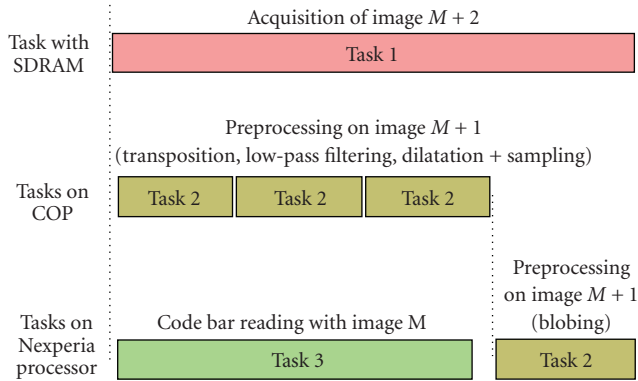 Acquisition of image M + 2
Task with
SDRAM
Task 1
Preprocessing on image M + 1
(transposition, low-pass filtering, dilatation + sampling)
Tasks on
COP
Task 2
Task 2
Task 2
Preprocessing
on image M + 1
(blobing)
Tasks on
Nexperia
processor
Code bar reading with image M
Task 3
Task 2